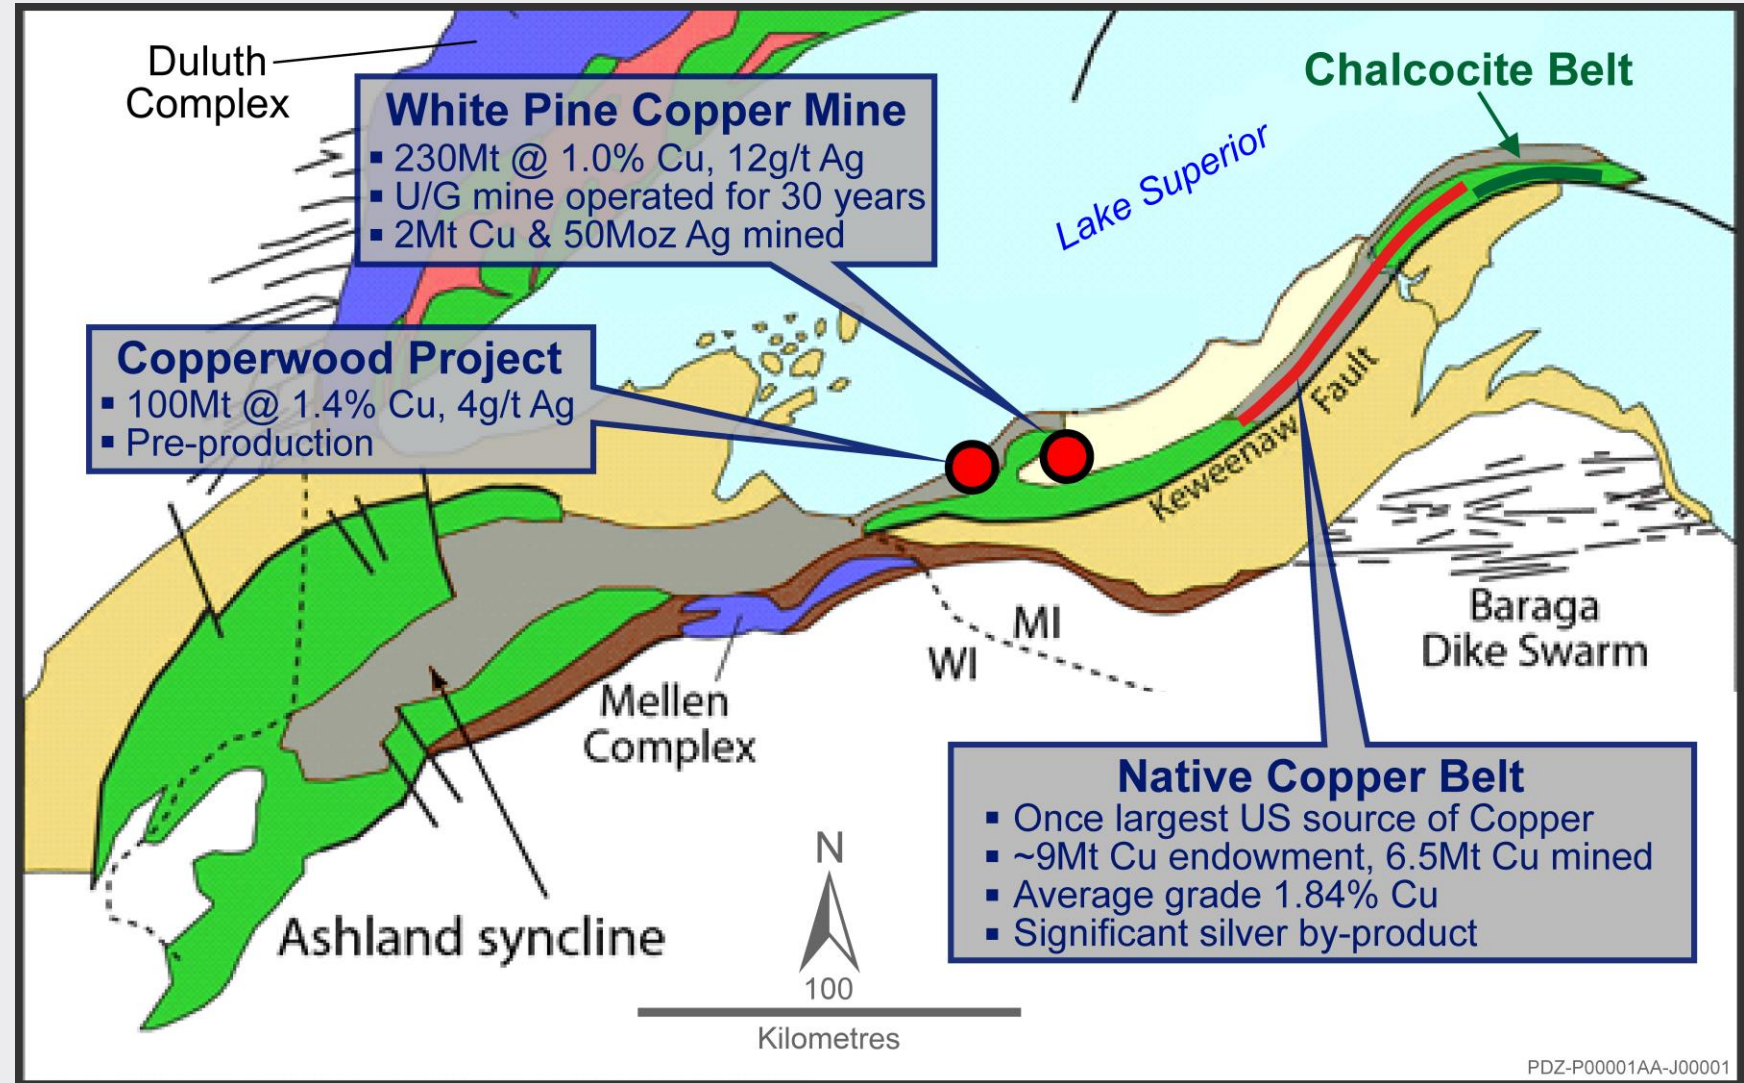 Duluth
Complex
White Pine Copper Mine
▪ 230Mt @ 1.0% Cu, 12g/t Ag
▪ U/G mine operated for 30 years
▪ 2Mt Cu & 50Moz Ag mined
Chalcocite Belt
Lake Superior
Copperwood Project
▪ 100Mt @ 1.4% Cu, 4g/t Ag
▪ Pre-production
Keweenaw Fault
Baraga
Dike Swarm
MI
WI
Mellen
Complex
Native Copper Belt
▪ Once largest US source of Copper
▪ ~9Mt Cu endowment, 6.5Mt Cu mined
▪ Average grade 1.84% Cu
▪ Significant silver by-product
Ashland syncline
N
100
Kilometres
PDZ-P00001AA-J00001